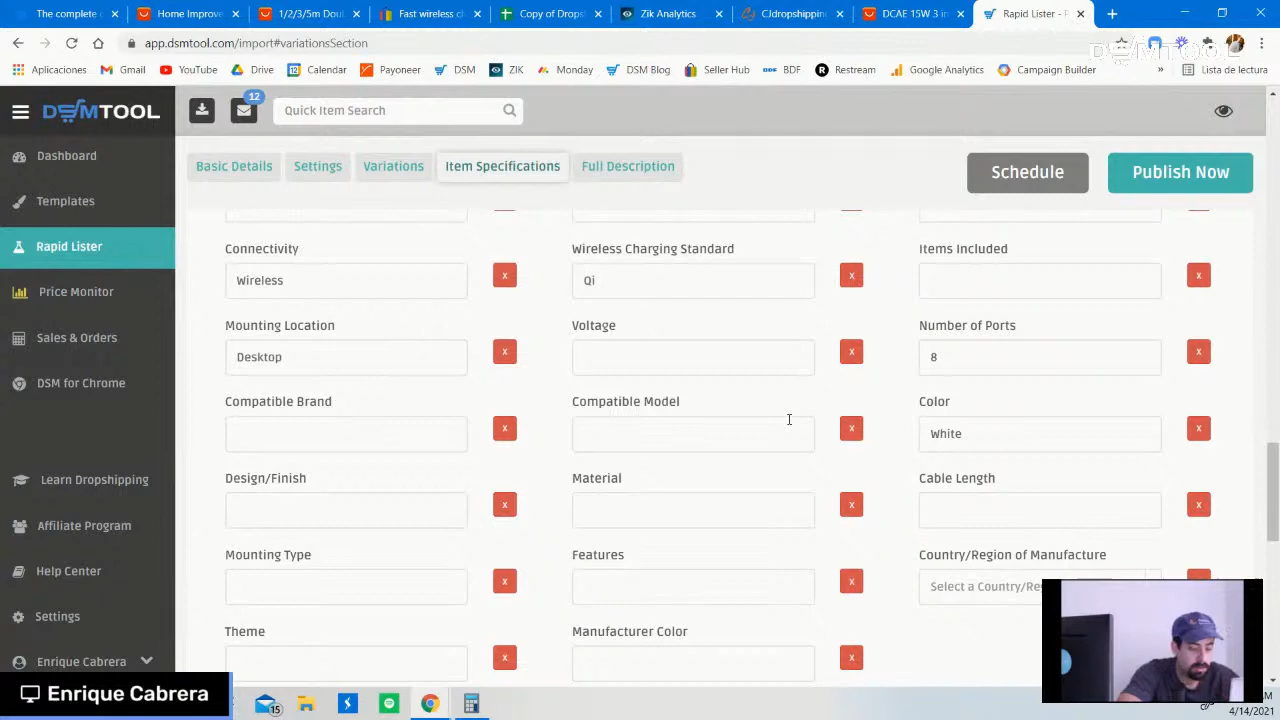 Home Improve
1/2/3/5m Doul
Fast wireless ch
Copy of Drops
Zik Analytics
CJdropshipping
DCAE 15W 3 in
Rapid Lister -
app.dsmtool.com/import#variationsSection
DSMTOOL
Aplicaciones
Gmail
YouTube
Drive
Calendar
Payoneer
DSM
ZIK
Monday
DSM Blog
Seller Hub
BDF
Restream
Google Analytics
Campaign Builder
»
Lista de lectura
DSMTOOL
12
Quick Item Search
Dashboard
Templates
Rapid Lister
Price Monitor
Sales & Orders
DSM for Chrome
Learn Dropshipping
Affiliate Program
Help Center
Settings
Enrique Cabrera
Basic Details
Settings
Variations
Item Specifications
Full Description
Schedule
Publish Now
Connectivity
Wireless
x
Wireless Charging Standard
Qi
x
Items Included
x
Mounting Location
Desktop
x
Voltage
x
Number of Ports
8
x
Compatible Brand
x
Compatible Model
x
Color
White
x
Design/Finish
x
Material
x
Cable Length
x
Mounting Type
x
Features
x
Country/Region of Manufacture
Select a Country/Re
Theme
x
Manufacturer Color
x
Enrique Cabrera
15
4/14/2021